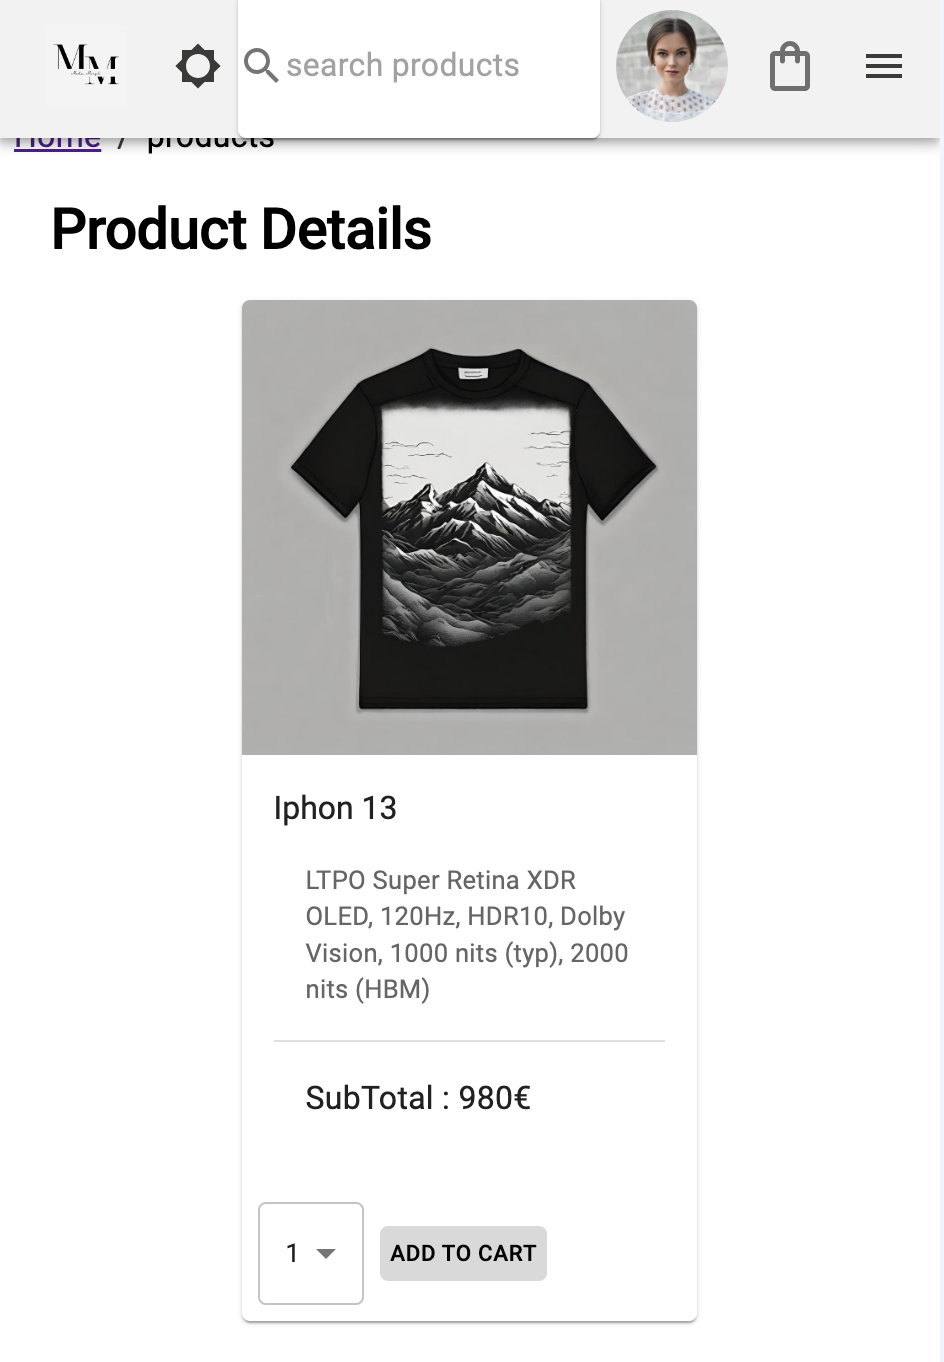 MM
search products
Home / products
Product Details
Iphon 13
LTPO Super Retina XDR
OLED, 120Hz, HDR10, Dolby
Vision, 1000 nits (typ), 2000
nits (HBM)
SubTotal : 980€
1
ADD TO CART